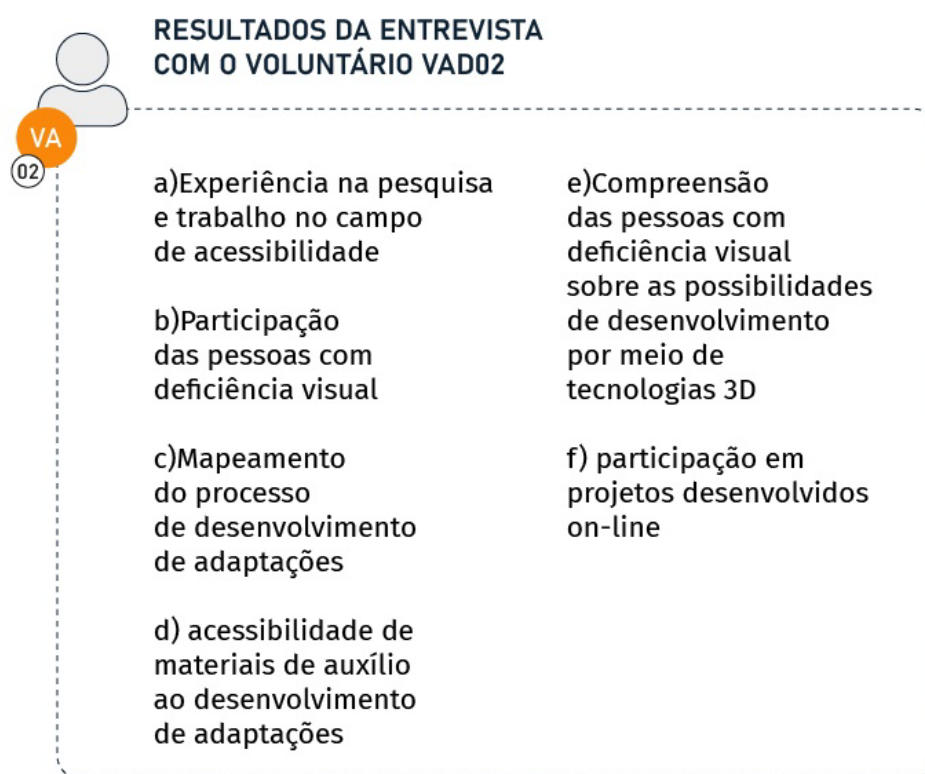 RESULTADOS DA ENTREVISTA
COM O VOLUNTÁRIO VAD02
VA
02
a)Experiência na pesquisa
e trabalho no campo
de acessibilidade
b)Participação
das pessoas com
deficiência visual
c)Mapeamento
do processo
de desenvolvimento
de adaptações
d) acessibilidade de
materiais de auxílio
ao desenvolvimento
de adaptações
e)Compreensão
das pessoas com
deficiência visual
sobre as possibilidades
de desenvolvimento
por meio de
tecnologias 3D
f) participação em
projetos desenvolvidos
on-line